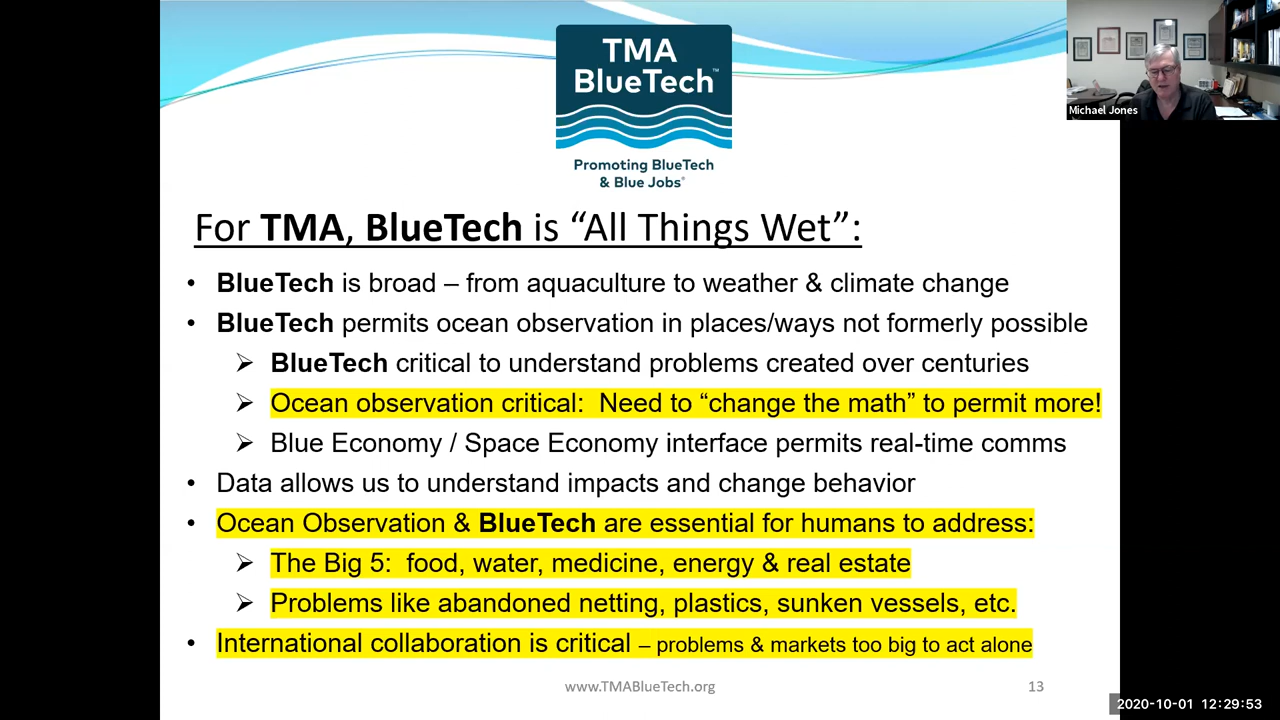 TMA
BlueTech™
Promoting BlueTech
& Blue Jobs®
Michael Jones
For TMA, BlueTech is “All Things Wet”:
• BlueTech is broad – from aquaculture to weather & climate change
• BlueTech permits ocean observation in places/ways not formerly possible
➢ BlueTech critical to understand problems created over centuries
➢ Ocean observation critical:  Need to “change the math” to permit more!
➢ Blue Economy / Space Economy interface permits real-time comms
• Data allows us to understand impacts and change behavior
• Ocean Observation & BlueTech are essential for humans to address:
➢ The Big 5:  food, water, medicine, energy & real estate
➢ Problems like abandoned netting, plastics, sunken vessels, etc.
• International collaboration is critical – problems & markets too big to act alone
www.TMABlueTech.org
13
2020-10-01 12:29:53